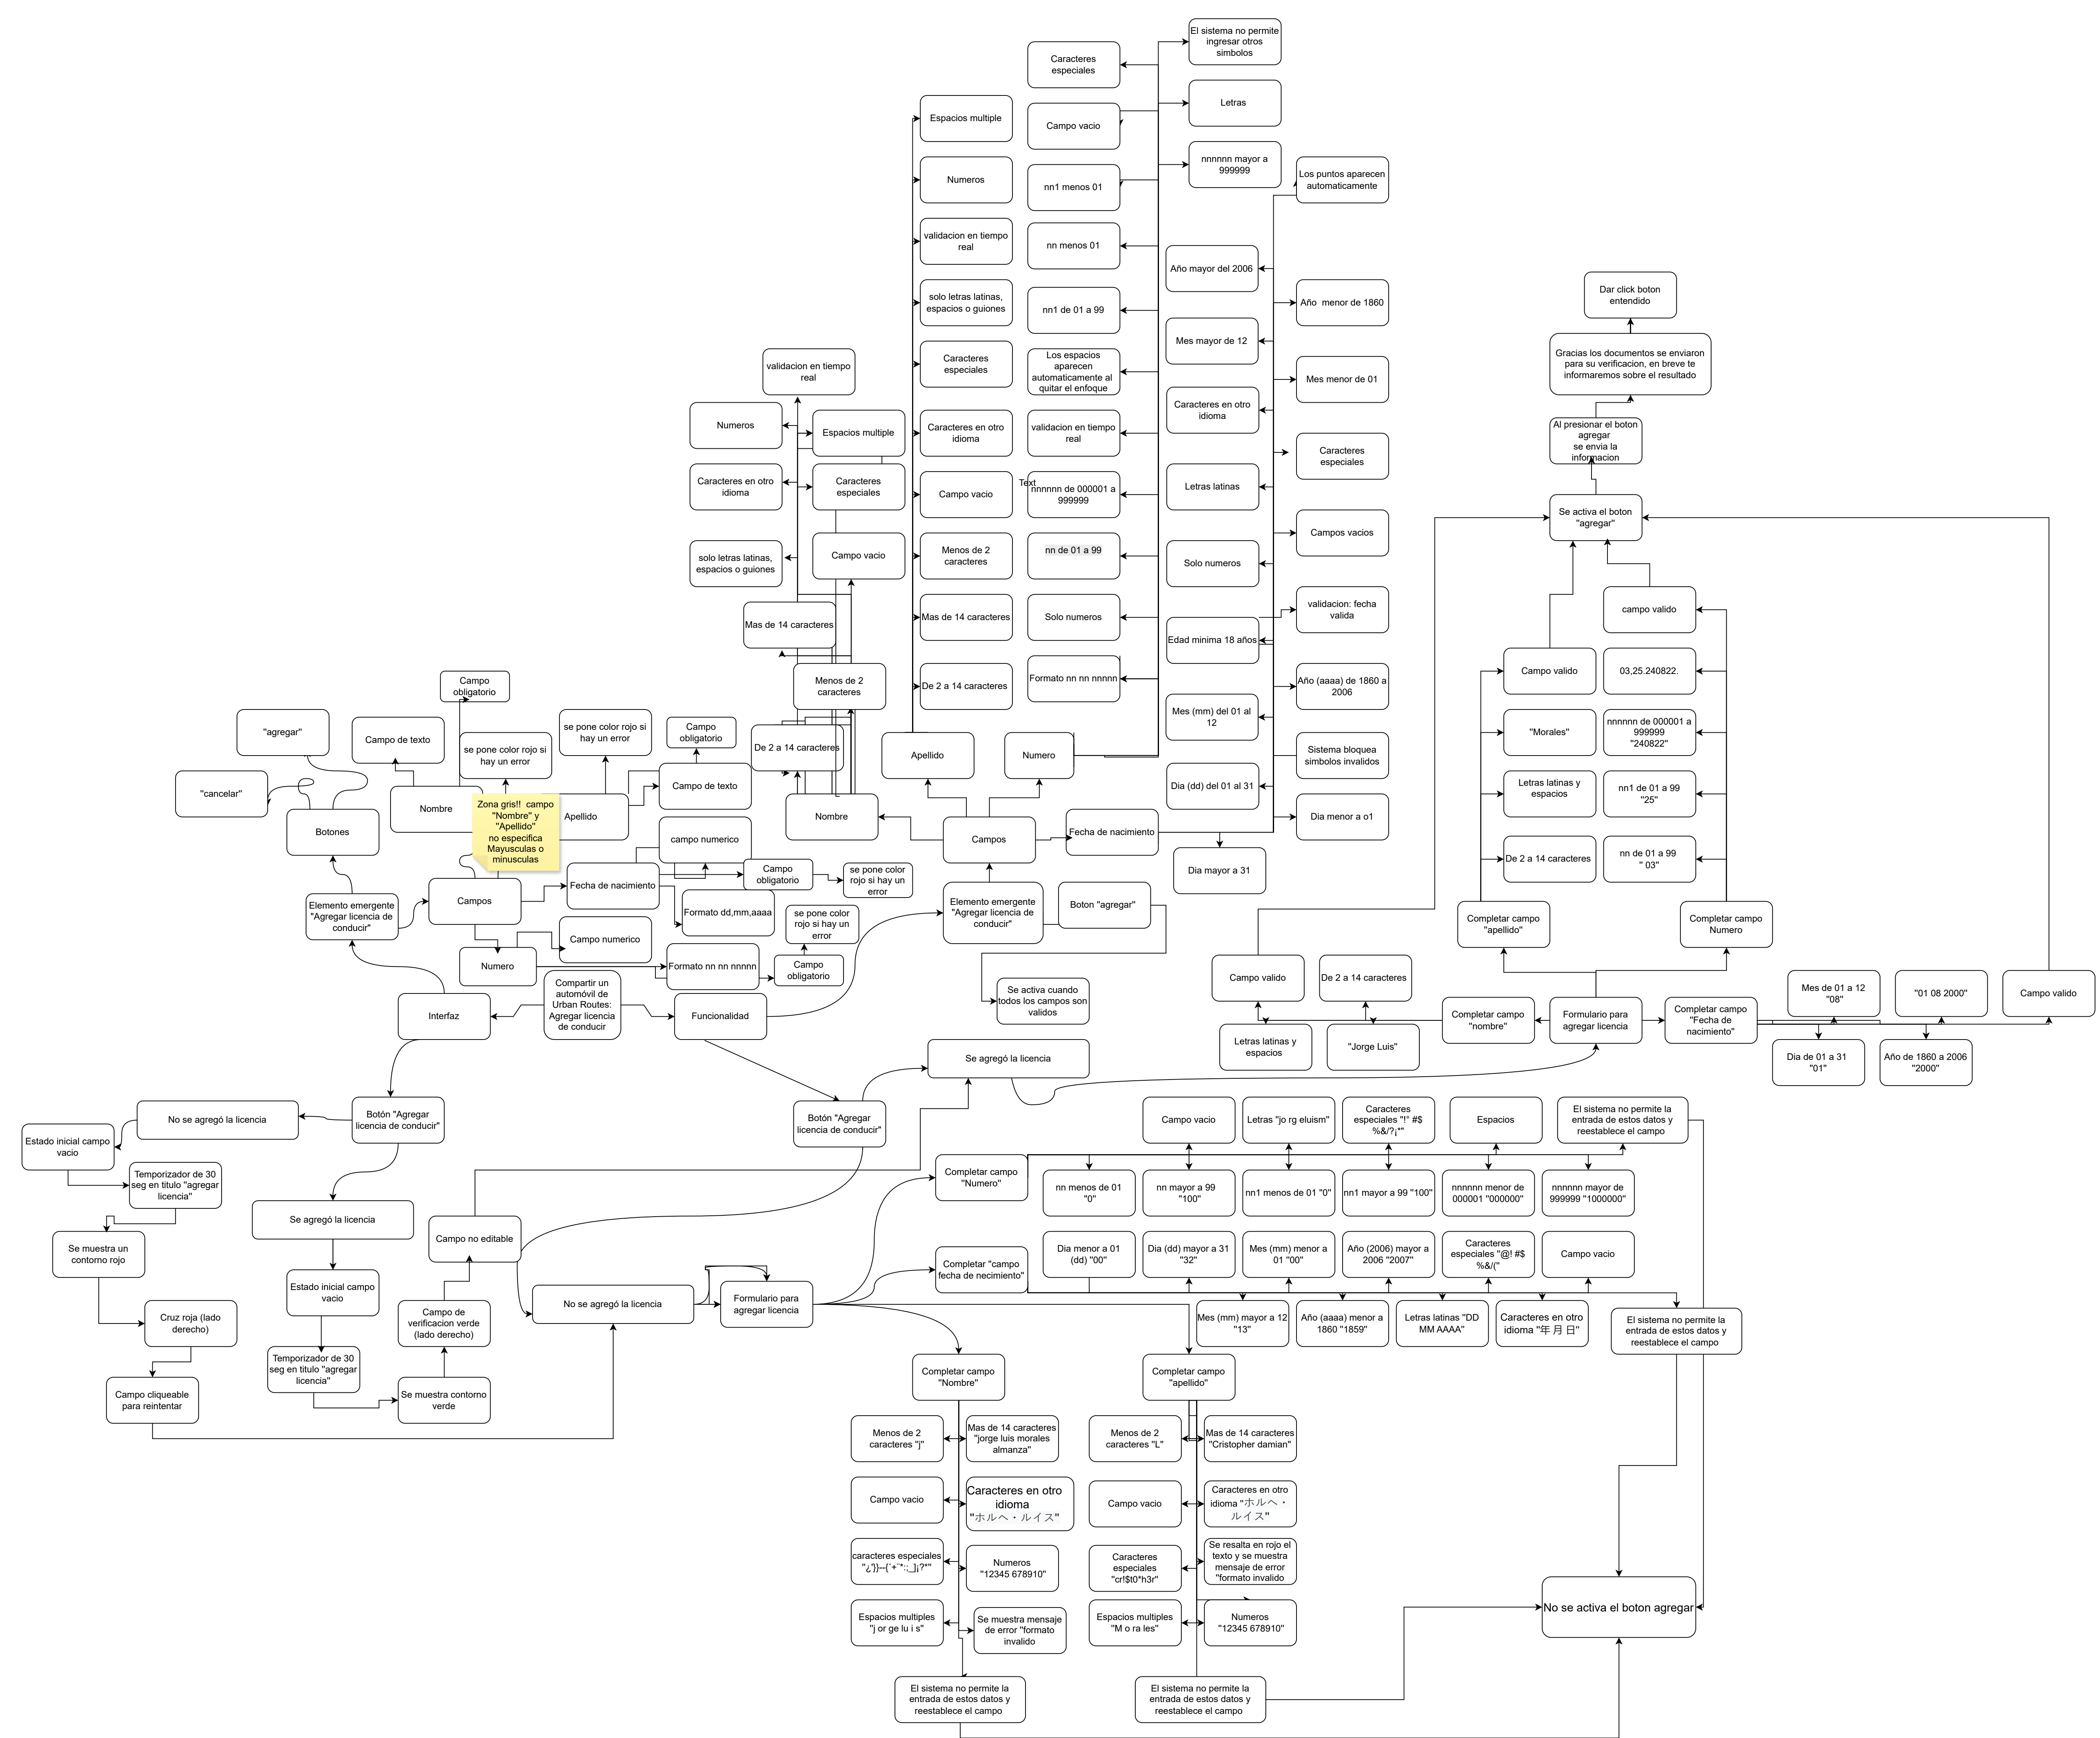 El sistema no permite
ingresar otros
simbolos
Caracteres
especiales
Letras
Espacios multiple
Campo vacio
nnnnnn mayor a
999999
Los puntos aparecen
automaticamente
Numeros
nn1 menos 01
validacion en tiempo
real
nn menos 01
Año mayor del 2006
Dar click boton
entendido
solo letras latinas,
espacios o guiones
nn1 de 01 a 99
Año  menor de 1860
Mes mayor de 12
Gracias los documentos se enviaron
para su verificacion, en breve te
informaremos sobre el resultado
validacion en tiempo
real
Caracteres
especiales
Los espacios
aparecen
automaticamente al
quitar el enfoque
Mes menor de 01
Numeros
Espacios multiple
Caracteres en otro
idioma
validacion en tiempo
real
Caracteres en otro
idioma
Caracteres
especiales
Al presionar el boton
agregar
se envia la
informacion
Caracteres en otro
idioma
Caracteres
especiales
Campo vacio
Text
nnnnnn de 000001 a
999999
Letras latinas
Se activa el boton
"agregar"
solo letras latinas,
espacios o guiones
Campo vacio
Menos de 2
caracteres
nn de 01 a 99
Solo numeros
Campos vacios
Mas de 14 caracteres
Mas de 14 caracteres
Solo numeros
Edad minima 18 años
validacion: fecha
valida
campo valido
Campo
obligatorio
Menos de 2
caracteres
De 2 a 14 caracteres
Formato nn nn nnnnn
Año (aaaa) de 1860 a
2006
Campo valido
03,25.240822.
"agregar"
Campo de texto
se pone color rojo si
hay un error
se pone color rojo si
hay un error
Campo
obligatorio
De 2 a 14 caracteres
Apellido
Numero
Mes (mm) del 01 al
12
Sistema bloquea
simbolos invalidos
"Morales"
nnnnnn de 000001 a
999999
"240822"
"cancelar"
Nombre
Apellido
Campo de texto
Dia (dd) del 01 al 31
Letras latinas y
espacios
nn1 de 01 a 99
"25"
Botones
Zona gris!!  campo
"Nombre" y
"Apellido"
no especifica
Mayusculas o
minusculas
Nombre
Campos
Fecha de nacimiento
Dia menor a o1
campo numerico
Campo
obligatorio
se pone color
rojo si hay un
error
Dia mayor a 31
De 2 a 14 caracteres
nn de 01 a 99
" 03"
Elemento emergente
"Agregar licencia de
conducir"
Campos
Fecha de nacimiento
Formato dd,mm,aaaa
se pone color
rojo si hay un
error
Elemento emergente
"Agregar licencia de
conducir"
Boton "agregar"
Completar campo
"apellido"
Completar campo
Numero
Numero
Campo numerico
Formato nn nn nnnnn
Campo
obligatorio
Campo valido
De 2 a 14 caracteres
Interfaz
Compartir un
automóvil de
Urban Routes:
Agregar licencia
de conducir
Funcionalidad
Se activa cuando
todos los campos son
validos
Completar campo
"nombre"
Formulario para
agregar licencia
Completar campo
"Fecha de
nacimiento"
Mes de 01 a 12
"08"
"01 08 2000"
Campo valido
Se agregó la licencia
Letras latinas y
espacios
"Jorge Luis"
Dia de 01 a 31
"01"
Año de 1860 a 2006
"2000"
No se agregó la licencia
Botón "Agregar
licencia de conducir"
Botón "Agregar
licencia de conducir"
Campo vacio
Letras "jo rg eluism"
Caracteres
especiales "!° #$
%&/?¡*"
Espacios
El sistema no permite la
entrada de estos datos y
reestablece el campo
Estado inicial campo
vacio
Temporizador de 30
seg en titulo "agregar
licencia"
Completar campo
"Numero"
nn menos de 01
"0"
nn mayor a 99
"100"
nn1 menos de 01 "0"
nn1 mayor a 99 "100"
nnnnnn menor de
000001 "000000"
nnnnnn mayor de
999999 "1000000"
Se agregó la licencia
Se muestra un
contorno rojo
Campo no editable
Completar "campo
fecha de necimiento"
Dia menor a 01
(dd) "00"
Dia (dd) mayor a 31
"32"
Mes (mm) menor a
01 "00"
Año (2006) mayor a
2006 "2007"
Caracteres
especiales "@! #$
%&/("
Campo vacio
Estado inicial campo
vacio
No se agregó la licencia
Formulario para
agregar licencia
Cruz roja (lado
derecho)
Campo de
verificacion verde
(lado derecho)
Mes (mm) mayor a 12
"13"
Año (aaaa) menor a
1860 "1859"
Letras latinas "DD
MM AAAA"
Caracteres en otro
idioma "年 月 日"
El sistema no permite la
entrada de estos datos y
reestablece el campo
Temporizador de 30
seg en titulo "agregar
licencia"
Completar campo
"Nombre"
Completar campo
"apellido"
Campo cliqueable
para reintentar
Se muestra contorno
verde
Menos de 2
caracteres "j"
Mas de 14 caracteres
"jorge luis morales
almanza"
Menos de 2
caracteres "L"
Mas de 14 caracteres
"Cristopher damian"
Campo vacio
Caracteres en otro
idioma
"ホルヘ・ルイス"
Campo vacio
Caracteres en otro
idioma "ホルヘ・
ルイス"
caracteres especiales
Numeros
"12345 678910"
Caracteres
especiales
"cr!$t0*h3r"
Se resalta en rojo el
texto y se muestra
mensaje de error
"formato invalido
Espacios multiples
"j or ge lu i s"
Se muestra mensaje
de error "formato
invalido
Espacios multiples
"M o ra les"
Numeros
"12345 678910"
No se activa el boton agregar
El sistema no permite la
entrada de estos datos y
reestablece el campo
El sistema no permite la
entrada de estos datos y
reestablece el campo